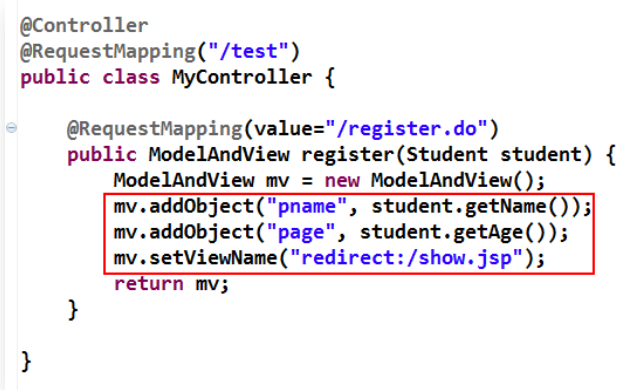 @Controller
@RequestMapping("/test")
public class MyController {
@RequestMapping(value="/register.do")
public ModelAndView register(Student student) {
ModelAndView mv = new ModelAndView();
mv.addObject("pname", student.getName());
mv.addObject("page", student.getAge());
mv.setViewName("redirect:/show.jsp");
return mv;
}
}